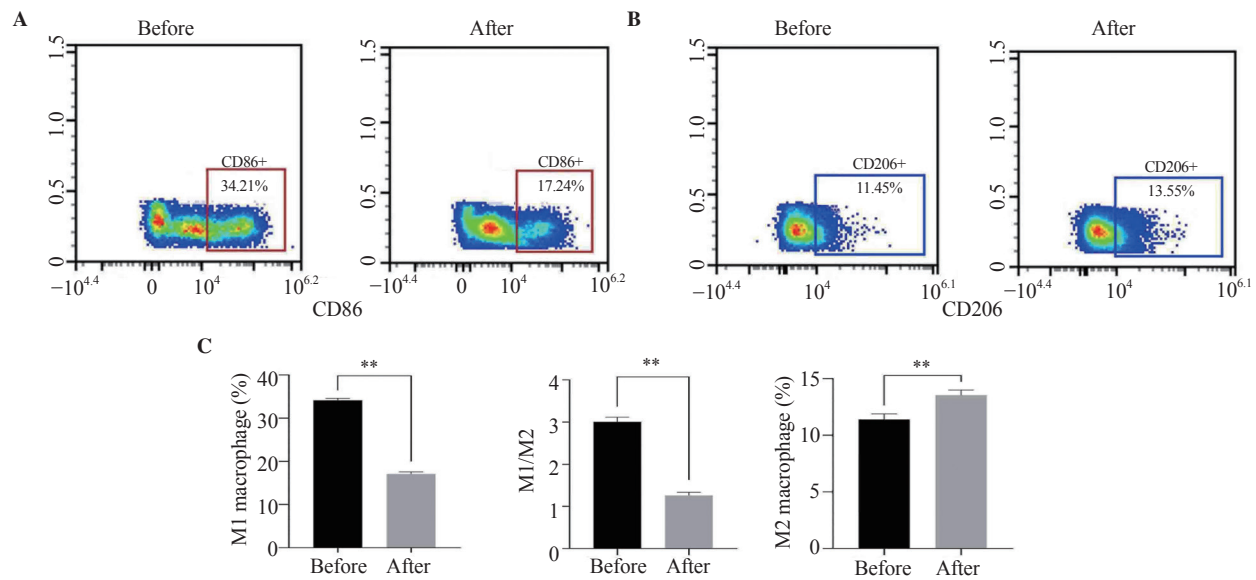 A
Before
After
B
Before
After
1.5
1.0
0.5
0
CD86+
34.21%
−10^4.4
0
10^4
10^6.2
1.5
1.0
0.5
0
CD86+
17.24%
−10^4.4
0
10^4
10^6.2
CD86
1.5
1.0
0.5
0
CD206+
11.45%
−10^4.4
10^4
10^6.1
1.5
1.0
0.5
0
CD206+
13.55%
−10^4.4
10^4
10^6.1
CD206
C
M1 macrophage (%)
40
30
20
10
0
**
Before
After
M1/M2
4
3
2
1
0
**
Before
After
M2 macrophage (%)
15
10
15
0
**
Before
After